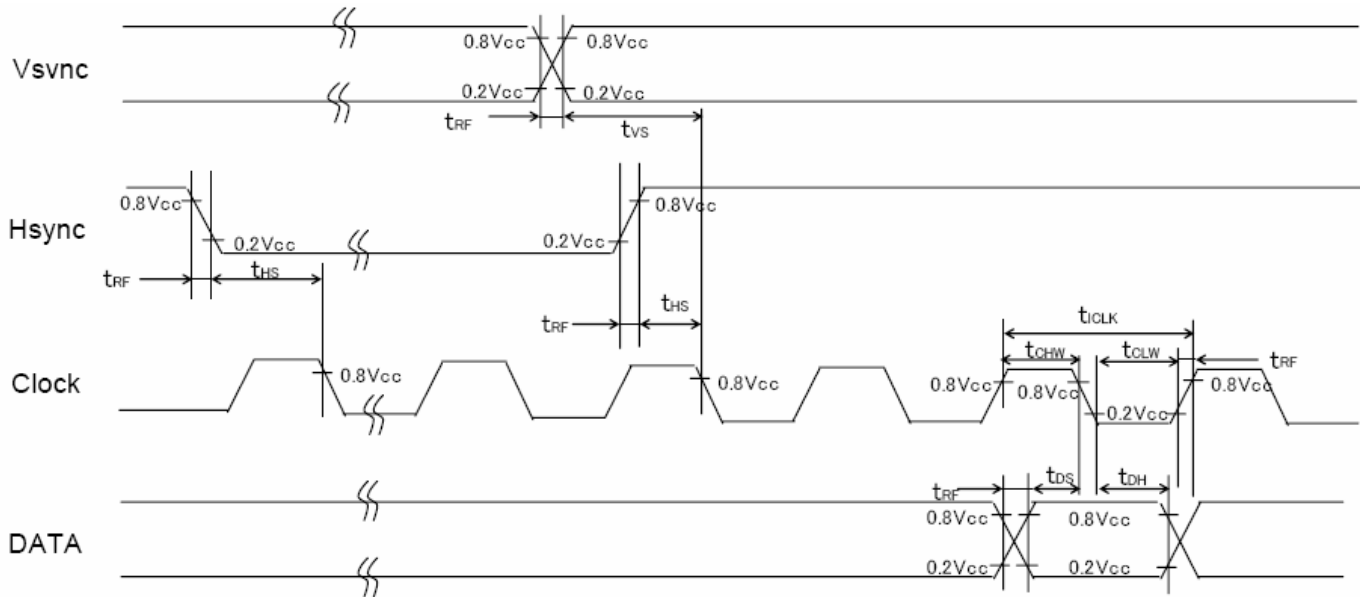 0.8Vcc 0.8Vcc
Vsvnc
0.2Vcc 0.2Vcc
tRF tVS
0.8Vcc 0.8Vcc
Hsync
0.2Vcc 0.2Vcc
tRF tHS
tRF tHS
tICLK
tCHW tCLW tRF
Clock
0.8Vcc 0.8Vcc 0.8Vcc 0.8Vcc 0.8Vcc
0.2Vcc
tRF tDS tDH
0.8Vcc 0.8Vcc
DATA
0.2Vcc 0.2Vcc